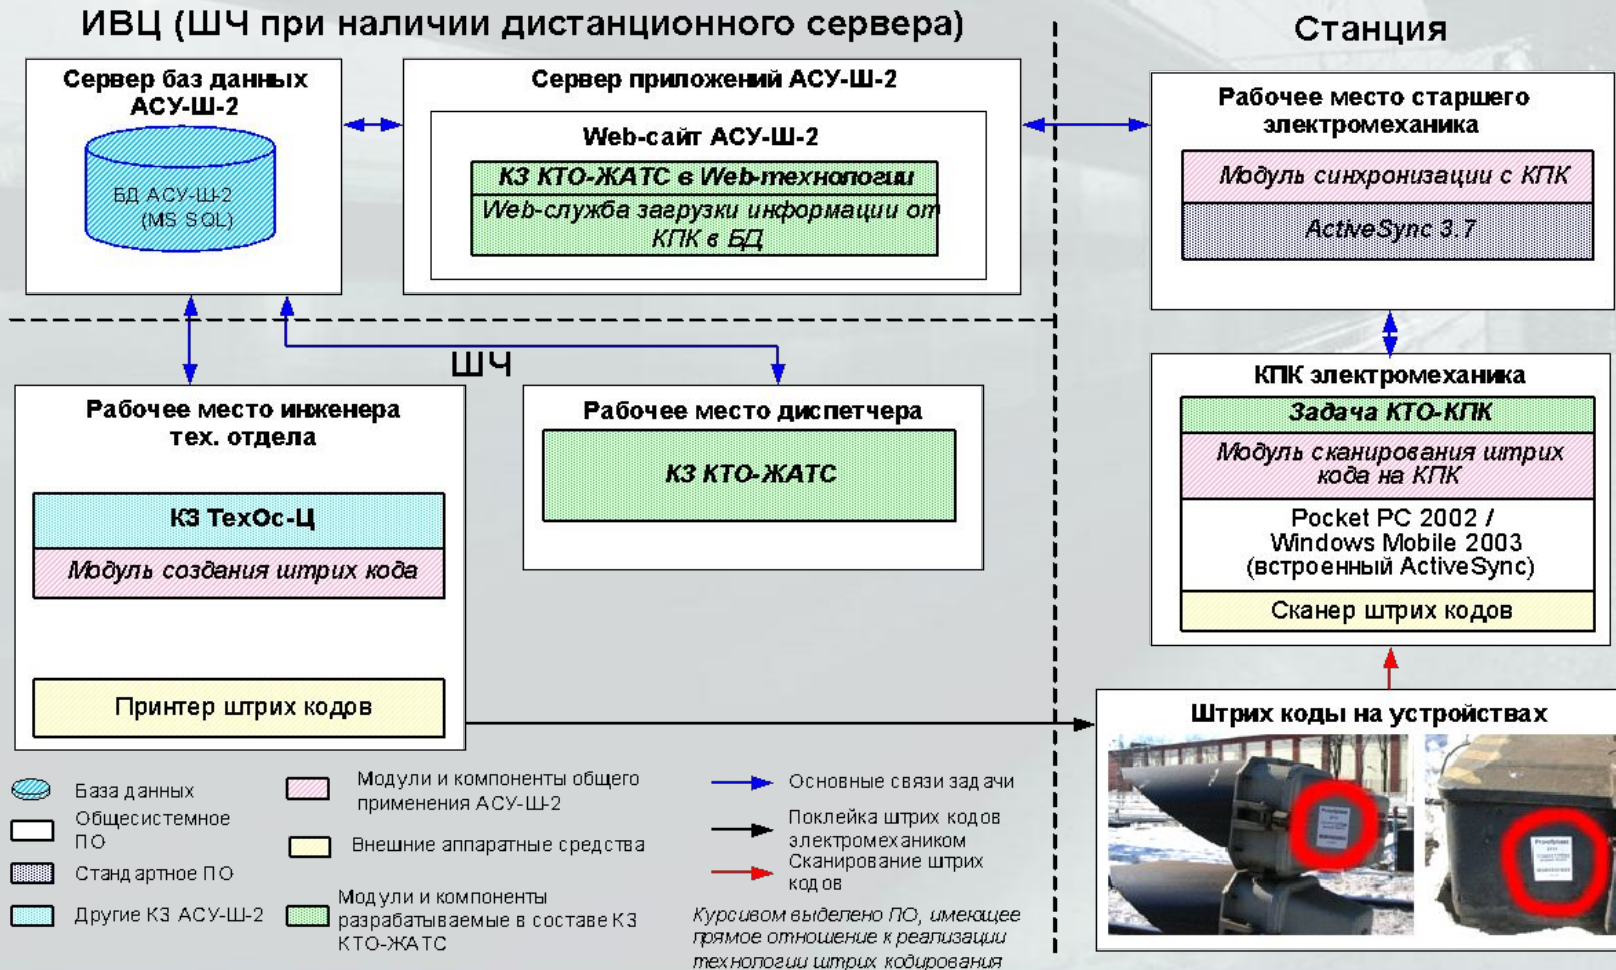 ИВЦ (ШЧ при наличии дистанционного сервера)
Станция
Сервер баз данных
АСУ-Ш-2
БД АСУ-Ш-2
(MS SQL)
Сервер приложений АСУ-Ш-2
Web-сайт АСУ-Ш-2
КЗ КТО-ЖАТС в Web-технологии
Web-служба загрузки информации от
КПК в БД
Рабочее место старшего
электромеханика
Модуль синхронизации с КПК
ActiveSync 3.7
ШЧ
Рабочее место инженера
тех. отдела
КЗ ТехОс-Ц
Модуль создания штрих кода
Принтер штрих кодов
Рабочее место диспетчера
КЗ КТО-ЖАТС
КПК электромеханика
Задача КТО-КПК
Модуль сканирования штрих
кода на КПК
Pocket PC 2002 /
Windows Mobile 2003
(встроенный ActiveSync)
Сканер штрих кодов
Штрих коды на устройствах
База данных
Общесистемное
ПО
Стандартное ПО
Другие КЗ АСУ-Ш-2
Модули и компоненты общего
применения АСУ-Ш-2
Внешние аппаратные средства
Модули и компоненты
разрабатываемые в составе КЗ
КТО-ЖАТС
Основные связи задачи
Поклейка штрих кодов
электромехаником
Сканирование штрих
кодов
Курсивом выделено ПО, имеющее
прямое отношение к реализации
технологии штрих кодирования